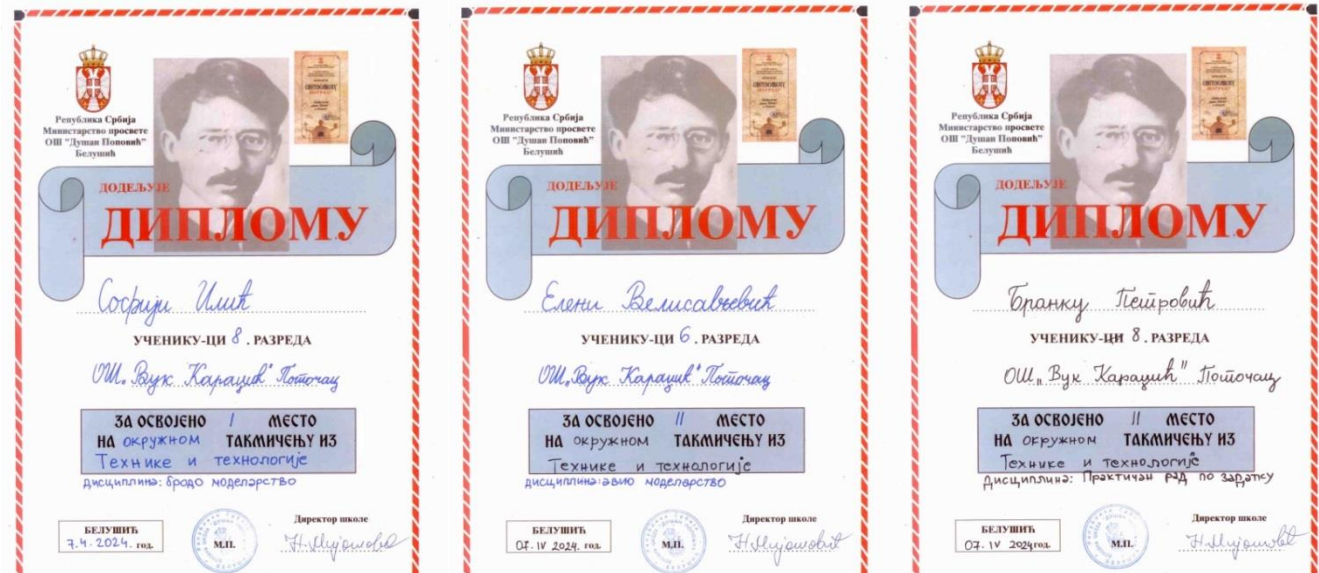 Република Србија
Министарство просвете
ОШ "Душан Поповић"
Белушић
ДОДЕЉУЈЕ
ДИПЛОМУ
Софији Илић
УЧЕНИКУ-ЦИ 8. РАЗРЕДА
ОШ „Вук Караџић" Поточац
ЗА ОСВОЈЕНО I МЕСТО
НА окружном ТАКМИЧЕЊУ ИЗ
Технике и технологије
дисциплина: бродо моделарство
БЕЛУШИЋ
7.4.2024. год.
М.П.
Директор школе
Република Србија
Министарство просвете
ОШ "Душан Поповић"
Белушић
ДОДЕЉУЈЕ
ДИПЛОМУ
Елени Велисављевић
УЧЕНИКУ-ЦИ 6. РАЗРЕДА
ОШ „Вук Караџић" Поточац
ЗА ОСВОЈЕНО II МЕСТО
НА окружном ТАКМИЧЕЊУ ИЗ
Технике и технологије
дисциплина: авио моделарство
БЕЛУШИЋ
07. IV 2024. год.
М.П.
Директор школе
Република Србија
Министарство просвете
ОШ "Душан Поповић"
Белушић
ДОДЕЉУЈЕ
ДИПЛОМУ
Бранку Петровић
УЧЕНИКУ-ЦИ 8. РАЗРЕДА
ОШ „Вук Караџић" Поточац
ЗА ОСВОЈЕНО II МЕСТО
НА окружном ТАКМИЧЕЊУ ИЗ
Технике и технологије
дисциплина: Практичан рад по задатку
БЕЛУШИЋ
07. IV 2024 год.
М.П.
Директор школе